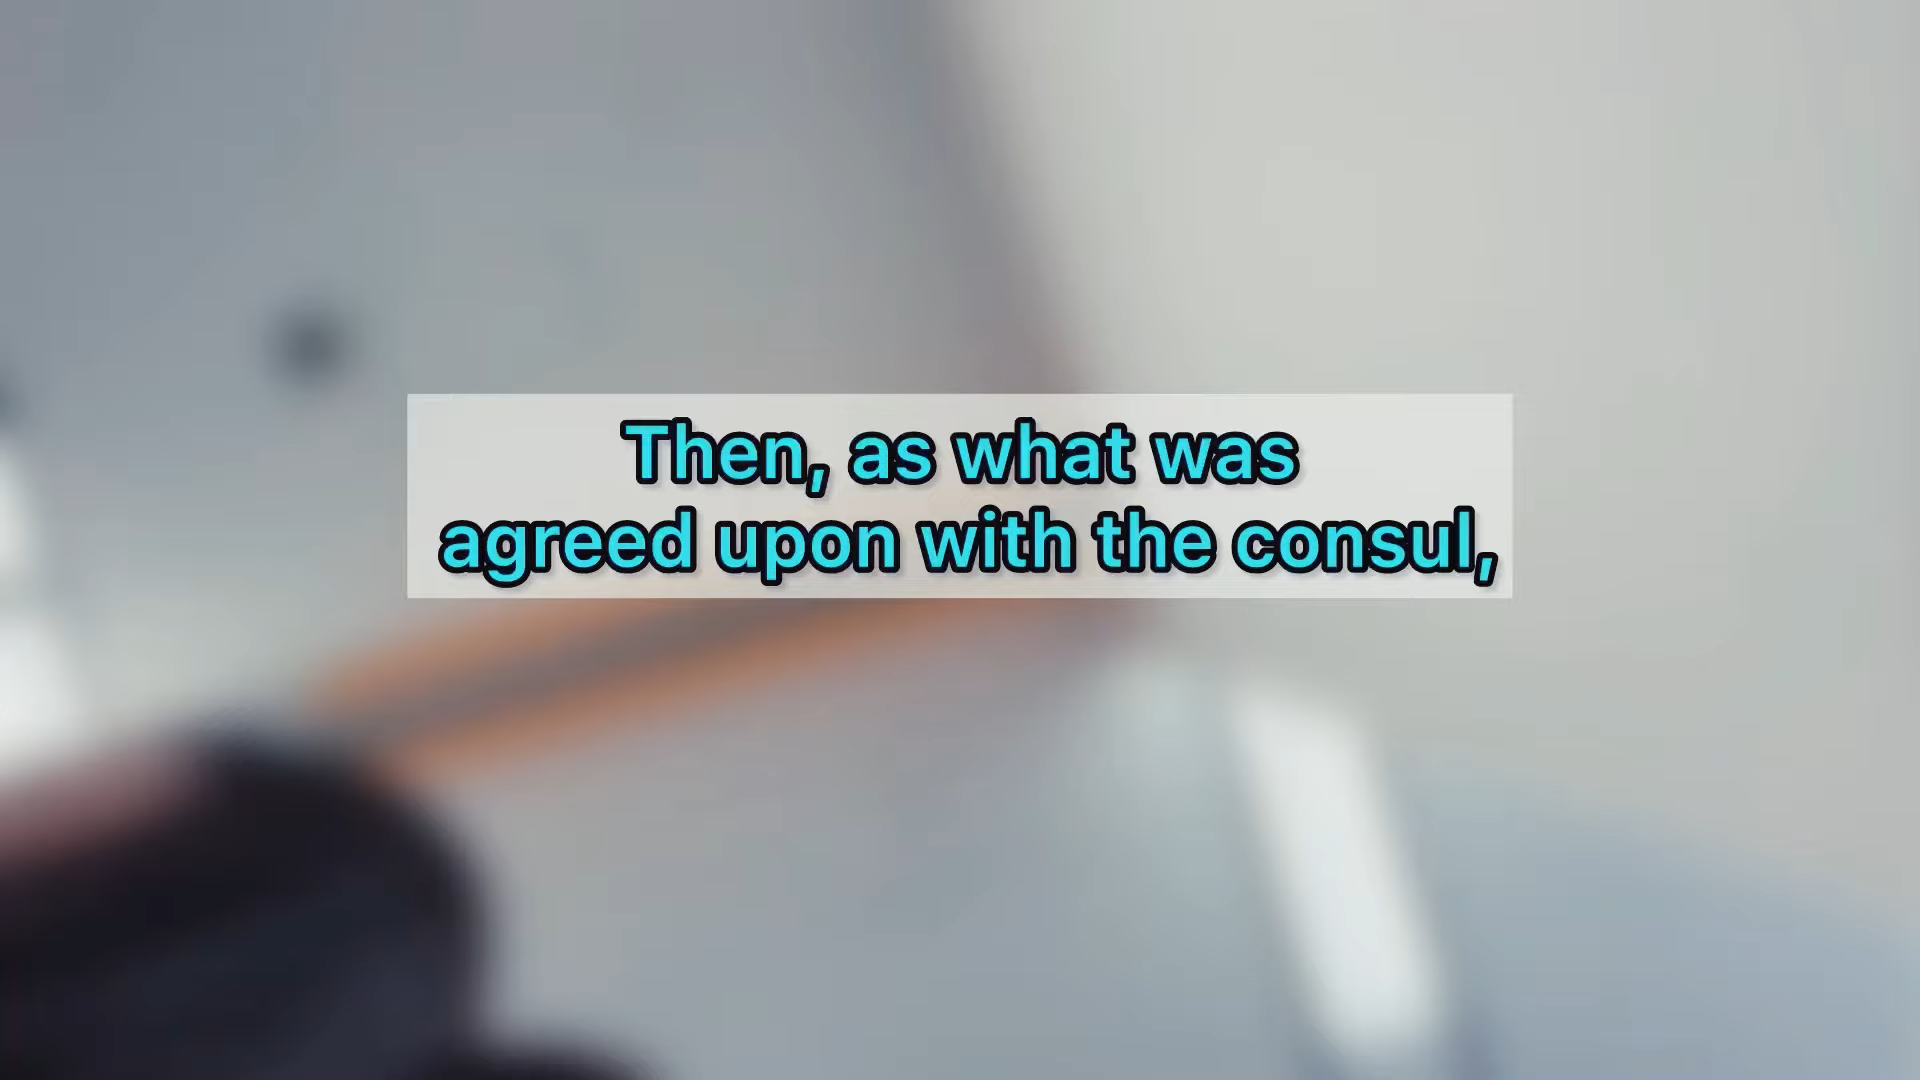 Then, as what was
agreed upon with the consul,